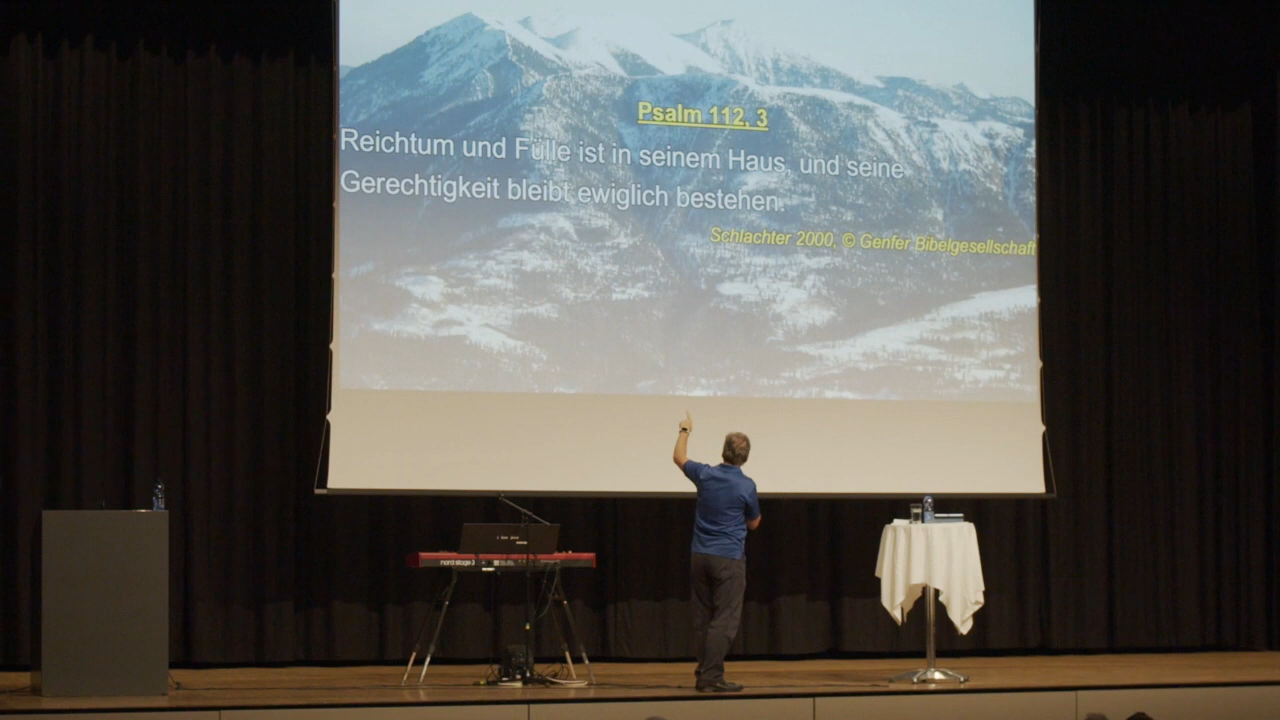 Psalm 112, 3
Reichtum und Fülle ist in seinem Haus, und seine
Gerechtigkeit bleibt ewiglich bestehen.
Schlachter 2000, © Genfer Bibelgesellschaft
nord stage 3